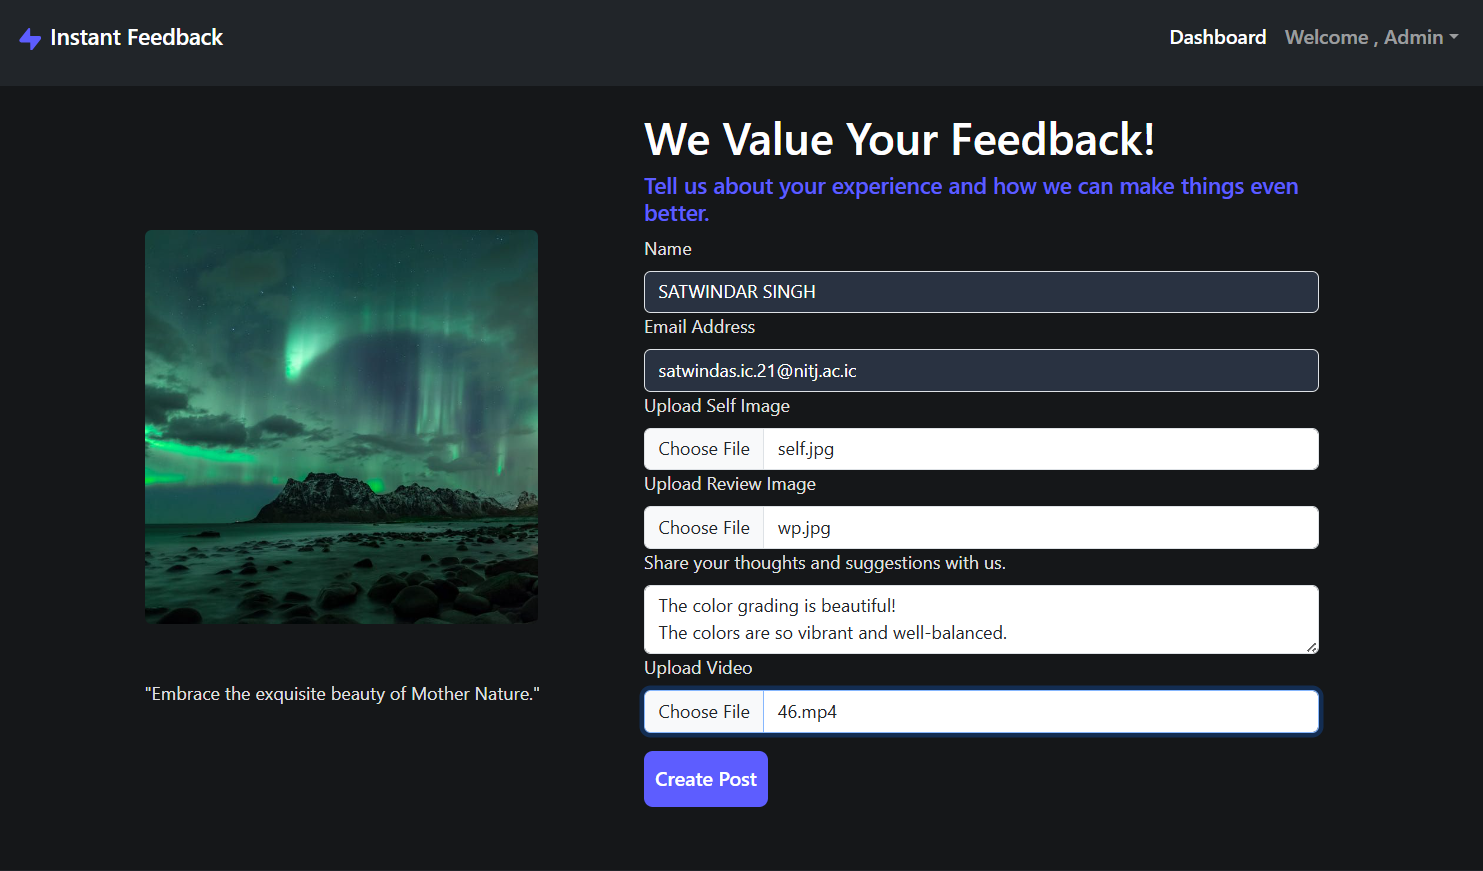 Instant Feedback
Dashboard
Welcome , Admin
We Value Your Feedback!
Tell us about your experience and how we can make things even
better.
Name
SATWINDAR SINGH
Email Address
satwindas.ic.21@nitj.ac.ic
Upload Self Image
Choose File
self.jpg
Upload Review Image
Choose File
wp.jpg
Share your thoughts and suggestions with us.
The color grading is beautiful!
The colors are so vibrant and well-balanced.
Upload Video
Choose File
46.mp4
Create Post
"Embrace the exquisite beauty of Mother Nature."